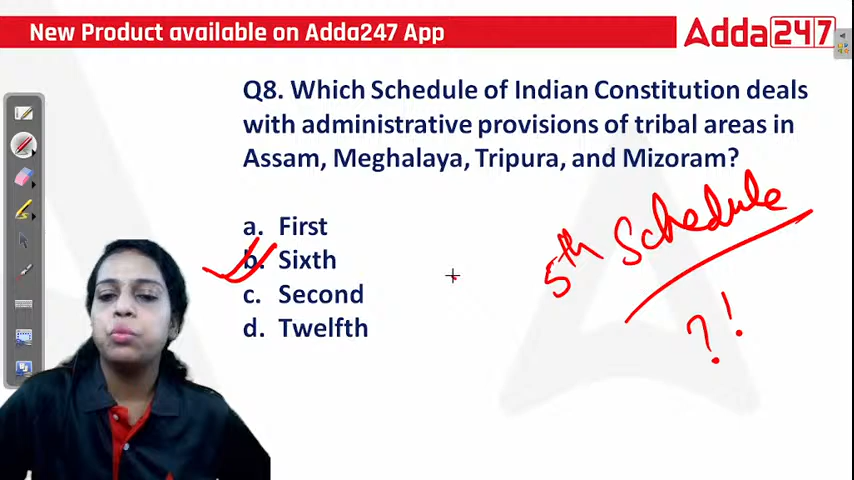 New Product available on Adda247 App
Adda247
Q8. Which Schedule of Indian Constitution deals
with administrative provisions of tribal areas in
Assam, Meghalaya, Tripura, and Mizoram?
a. First
b. Sixth
c. Second
d. Twelfth
5th Schedule
?!